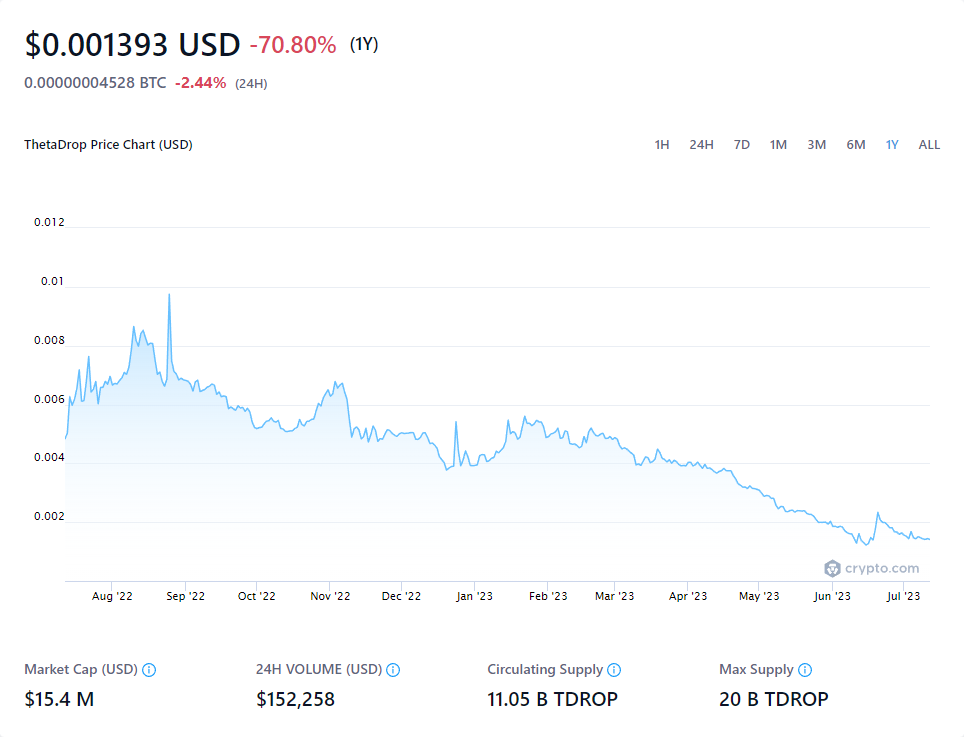 $0.001393 USD -70.80% (1Y)
0.00000004528 BTC -2.44% (24H)
ThetaDrop Price Chart (USD) 1H 24H 7D 1M 3M 6M 1Y ALL
0.012
0.01
0.008
0.006
0.004
0.002
crypto.com
Aug '22 Sep '22 Oct '22 Nov '22 Dec '22 Jan '23 Feb '23 Mar '23 Apr '23 May '23 Jun '23 Jul '23
Market Cap (USD) 24H VOLUME (USD) Circulating Supply Max Supply
$15.4 M $152,258 11.05 B TDROP 20 B TDROP